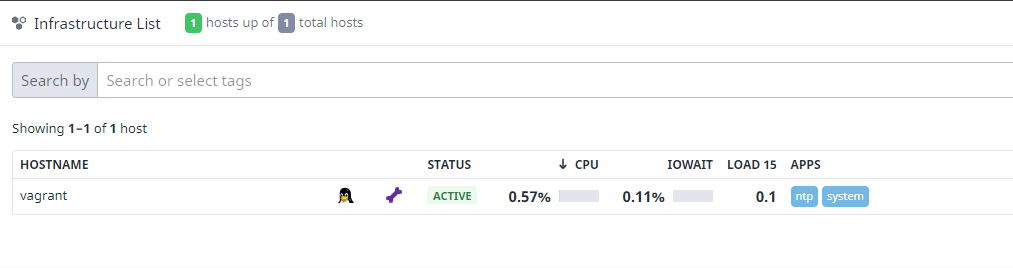 Infrastructure List 1 hosts up of 1 total hosts
Search by Search or select tags
Showing 1–1 of 1 host
HOSTNAME STATUS ↓ CPU IOWAIT LOAD 15 APPS
vagrant ACTIVE 0.57% 0.11% 0.1 ntp system